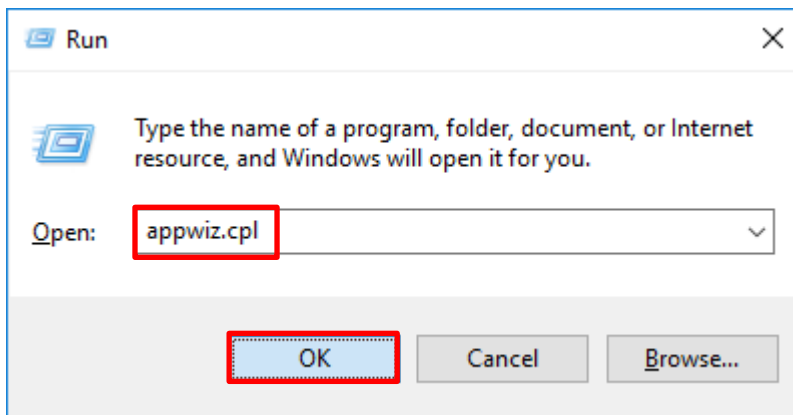 Run
Type the name of a program, folder, document, or Internet
resource, and Windows will open it for you.
Open: appwiz.cpl
OK Cancel Browse...